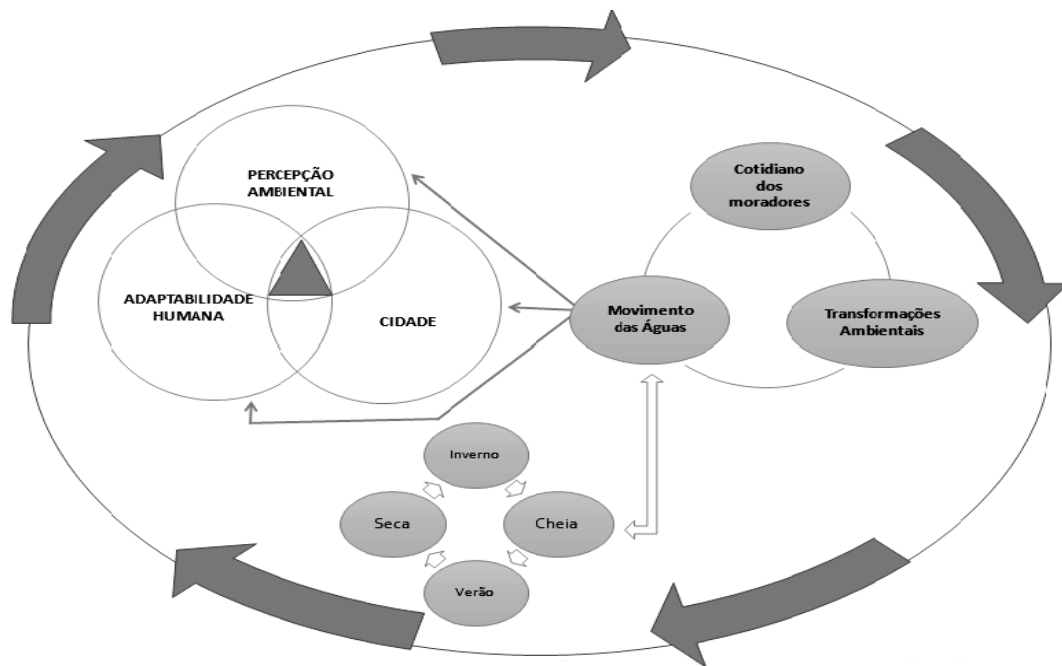 PERCEPÇÃO
AMBIENTAL
ADAPTABILIDADE
HUMANA
CIDADE
Cotidiano
dos
moradores
Movimento
das Águas
Transformações
Ambientais
Inverno
Seca
Cheia
Verão